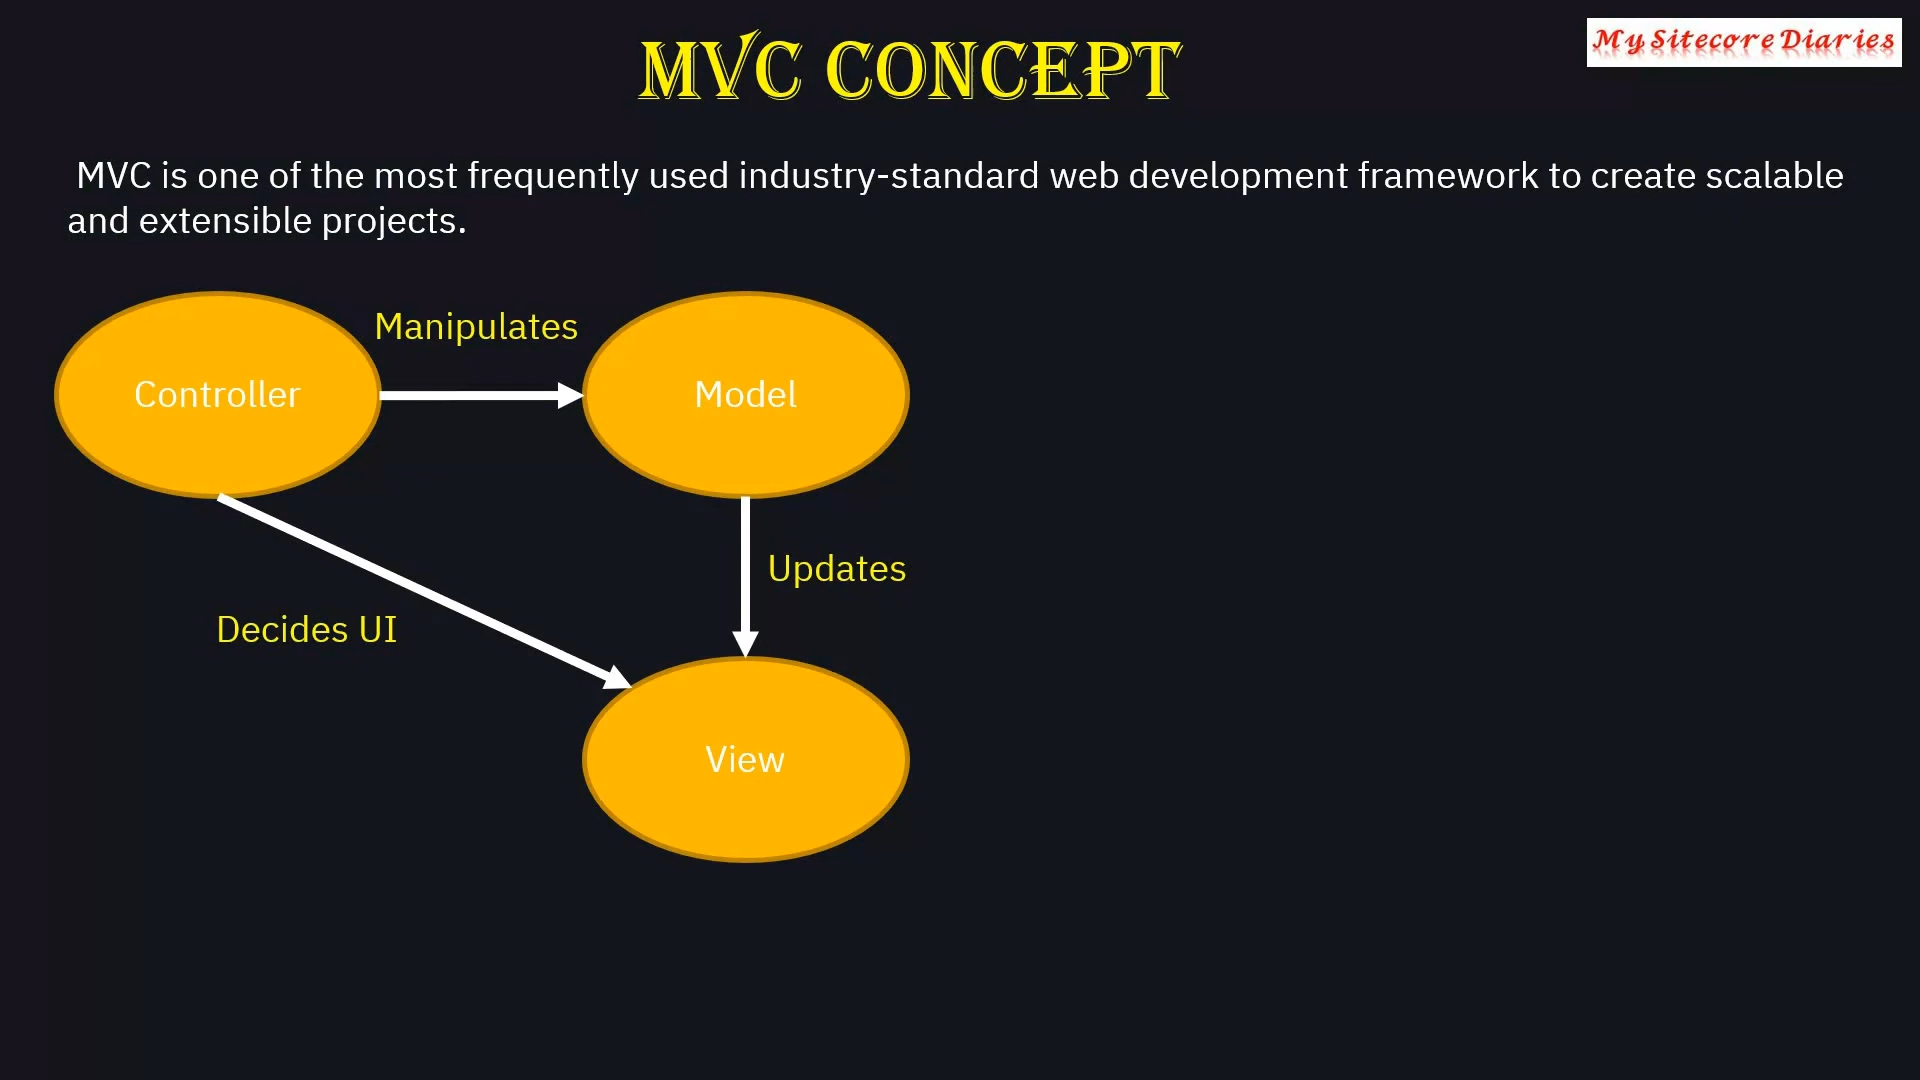 MVC CONCEPT
My Sitecore Diaries
MVC is one of the most frequently used industry-standard web development framework to create scalable
and extensible projects.
Manipulates
Controller
Model
Updates
Decides UI
View